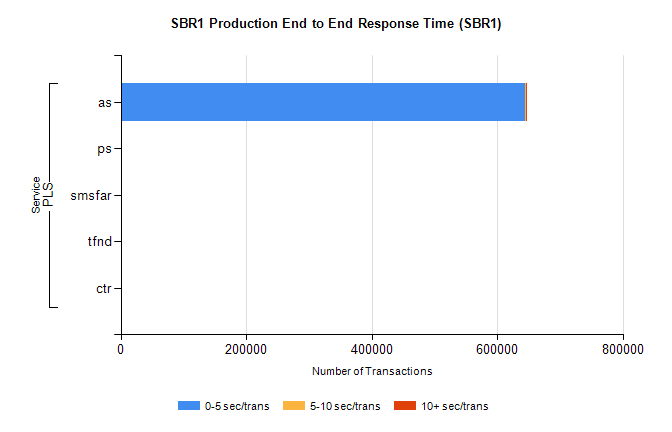 SBR1 Production End to End Response Time (SBR1)
Service
PLS
as
ps
smsfar
tfnd
ctr
0 200000 400000 600000 800000
Number of Transactions
0-5 sec/trans 5-10 sec/trans 10+ sec/trans